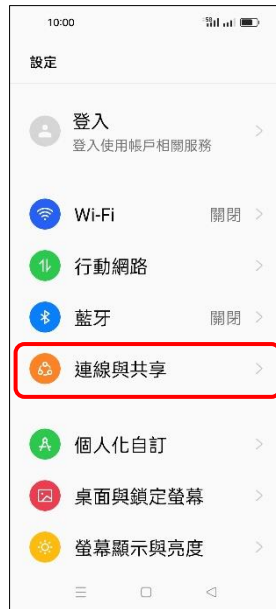 10:00
設定
登入
登入使用帳戶相關服務
Wi-Fi 關閉
行動網路
藍牙 關閉
連線與共享
個人化自訂
桌面與鎖定螢幕
螢幕顯示與亮度